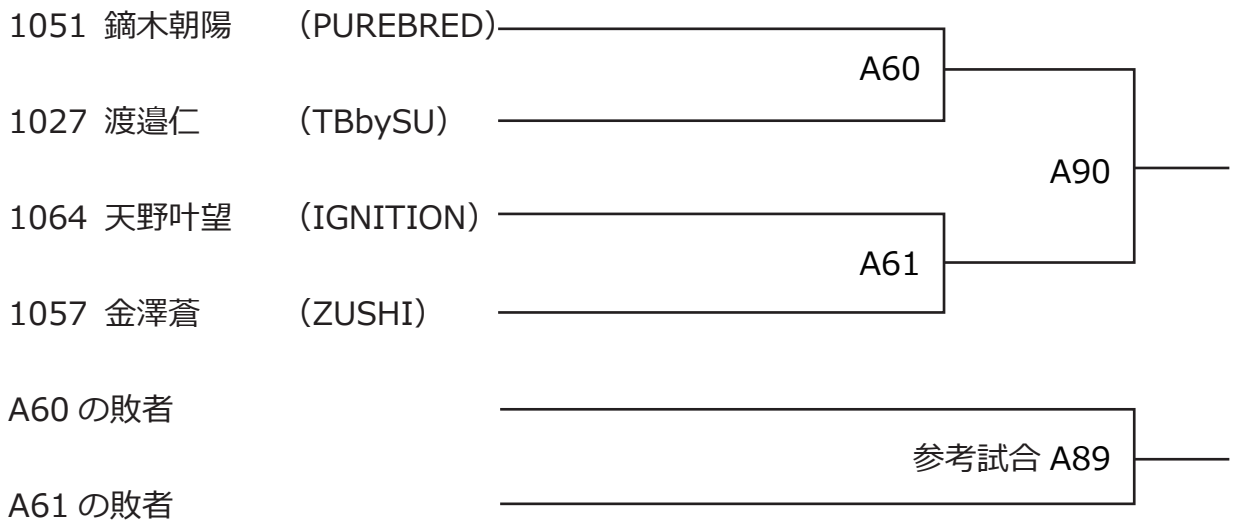 1051 鏑木朝陽 （PUREBRED）
A60
1027 渡邉仁 （TBbySU）
A90
1064 天野叶望 （IGNITION）
A61
1057 金澤蒼 （ZUSHI）
A60 の敗者
参考試合 A89
A61 の敗者